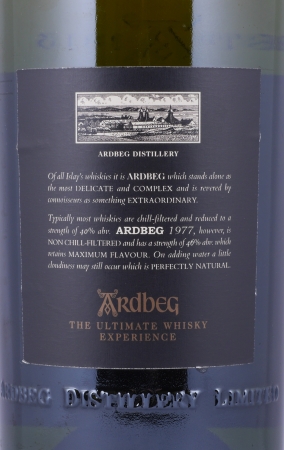 ARDBEG DISTILLERY
Of all Islay's whiskies it is ARDBEG which stands alone as
the most DELICATE and COMPLEX and is revered by
connoisseurs as something EXTRAORDINARY.
Typically most whiskies are chill-filtered and reduced to a
strength of 40% abv. ARDBEG 1977, however, is
NON CHILL-FILTERED and has a strength of 46% abv. which
retains MAXIMUM FLAVOUR. On adding water a little
cloudiness may still occur which is PERFECTLY NATURAL.
ARDBEG
THE ULTIMATE WHISKY
EXPERIENCE
ARDBEG DISTILLERY LIMITED